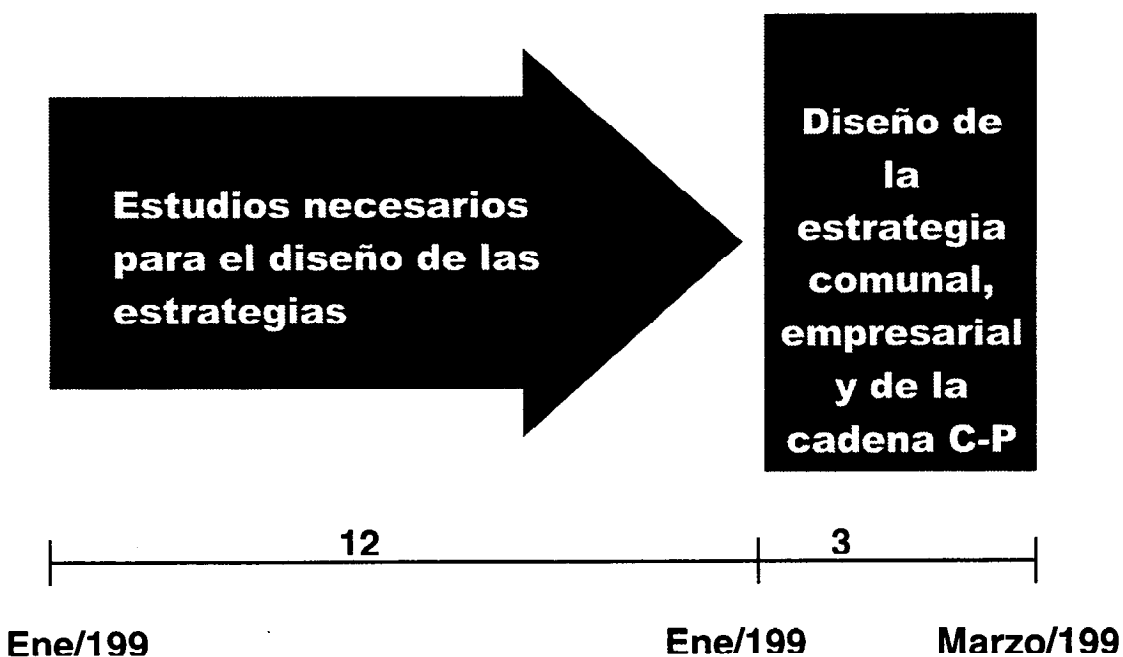 Estudios necesarios
para el diseño de las
estrategias
Diseño de
la
estrategia
comunal,
empresarial
y de la
cadena C-P
12
3
Ene/199
Ene/199
Marzo/199